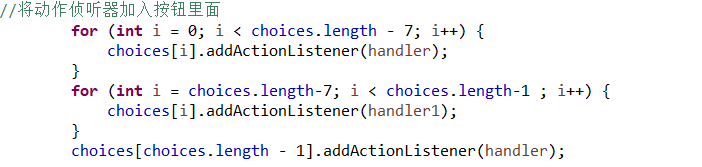 //将动作侦听器加入按钮里面
for (int i = 0; i < choices.length - 7; i++) {
choices[i].addActionListener(handler);
}
for (int i = choices.length-7; i < choices.length-1 ; i++) {
choices[i].addActionListener(handler1);
}
choices[choices.length - 1].addActionListener(handler);